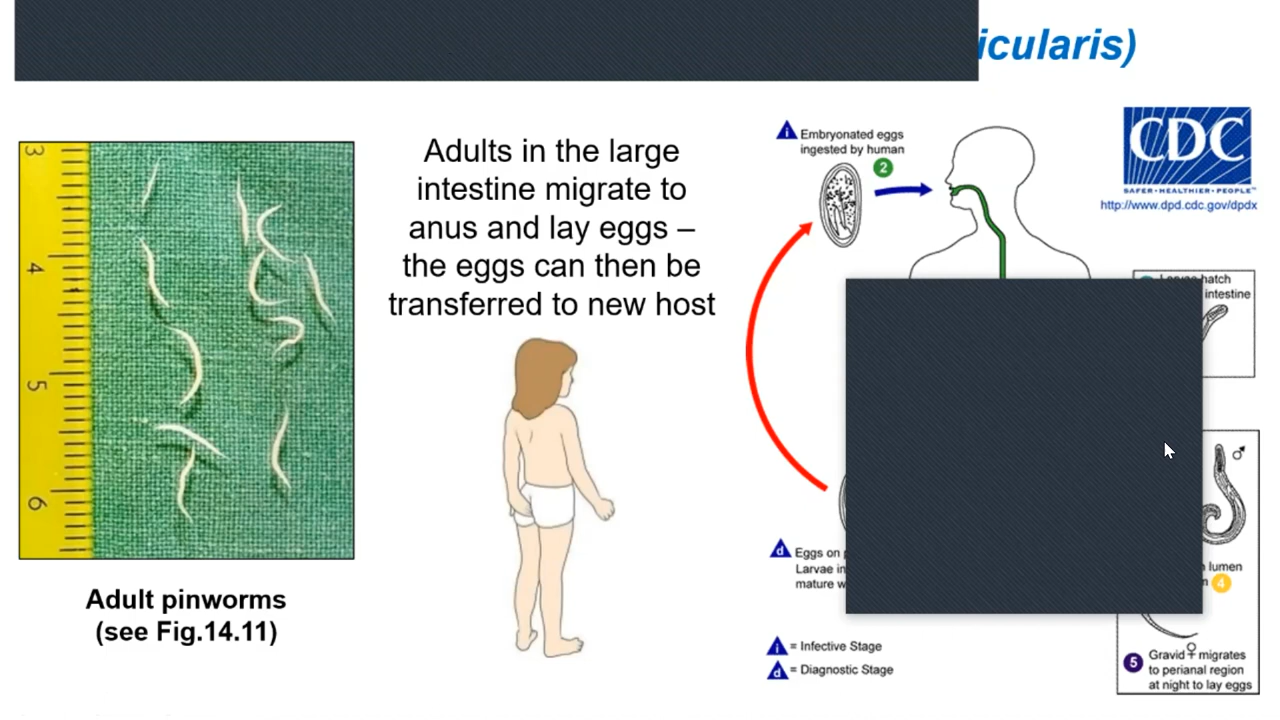 icularis)
3
4
5
6
Adult pinworms
(see Fig.14.11)
Adults in the large
intestine migrate to
anus and lay eggs –
the eggs can then be
transferred to new host
i Embryonated eggs
ingested by human
2
CDC
SAFER • HEALTHIER • PEOPLE™
http://www.dpd.cdc.gov/dpdx
Larvae hatch
intestine
d Eggs on
Larvae in
mature w
lumen
4
i = Infective Stage
d = Diagnostic Stage
5 Gravid ♀ migrates
to perianal region
at night to lay eggs